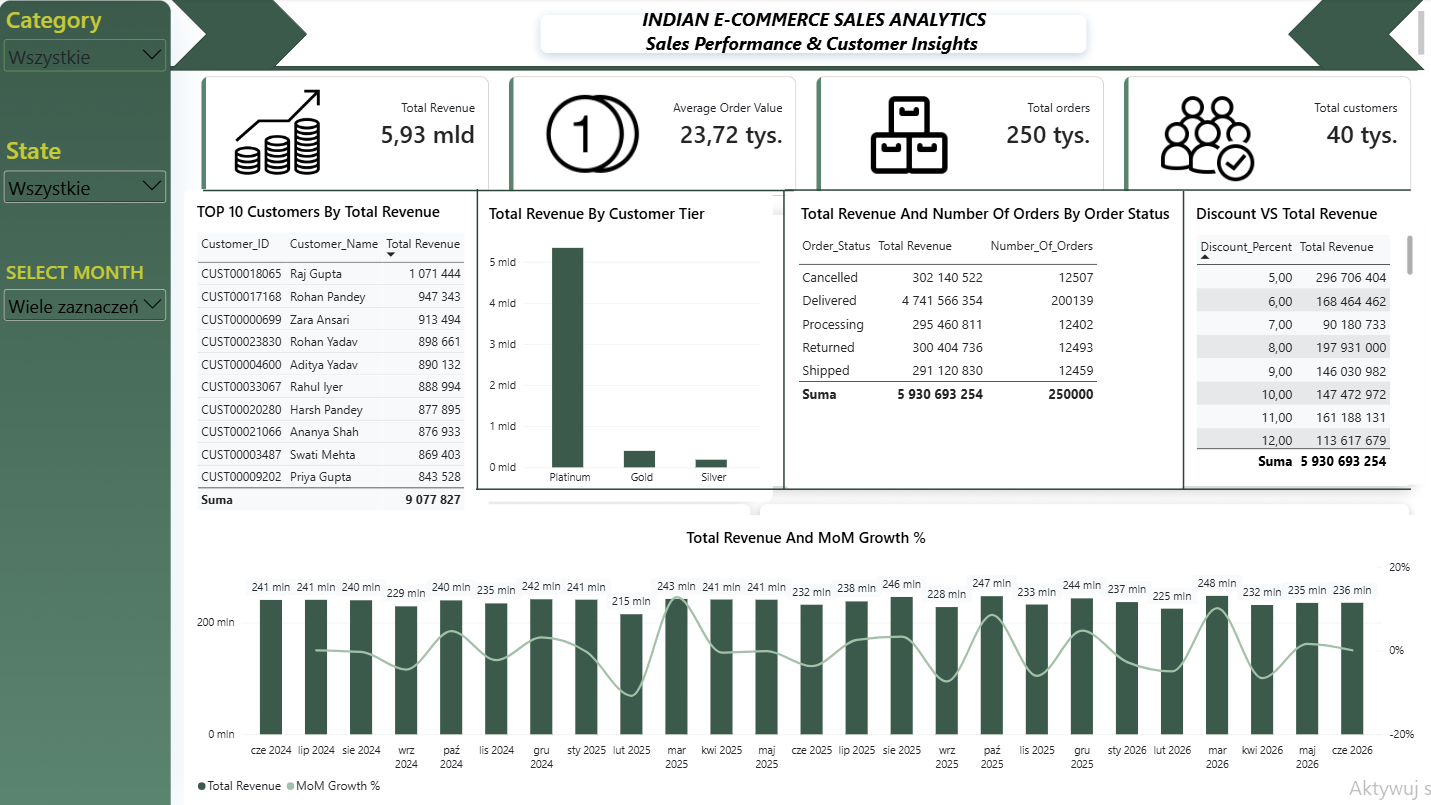 Category
Wszystkie
State
Wszystkie
SELECT MONTH
Wiele zaznaczeń
INDIAN E-COMMERCE SALES ANALYTICS
Sales Performance & Customer Insights
Total Revenue
5,93 mld
1
Average Order Value
23,72 tys.
Total orders
250 tys.
Total customers
40 tys.
TOP 10 Customers By Total Revenue
Customer_ID Customer_Name Total Revenue
CUST00018065 Raj Gupta 1 071 444
CUST00017168 Rohan Pandey 947 343
CUST00000699 Zara Ansari 913 494
CUST00023830 Rohan Yadav 898 661
CUST00004600 Aditya Yadav 890 132
CUST00033067 Rahul Iyer 888 994
CUST00020280 Harsh Pandey 877 895
CUST00021066 Ananya Shah 876 933
CUST00003487 Swati Mehta 869 403
CUST00009202 Priya Gupta 843 528
Suma 9 077 827
Total Revenue By Customer Tier
5 mld
4 mld
3 mld
2 mld
1 mld
0 mld
Platinum Gold Silver
Total Revenue And Number Of Orders By Order Status
Order_Status Total Revenue Number_Of_Orders
Cancelled 302 140 522 12507
Delivered 4 741 566 354 200139
Processing 295 460 811 12402
Returned 300 404 736 12493
Shipped 291 120 830 12459
Suma 5 930 693 254 250000
Discount VS Total Revenue
Discount_Percent Total Revenue
5,00 296 706 404
6,00 168 464 462
7,00 90 180 733
8,00 197 931 000
9,00 146 030 982
10,00 147 472 972
11,00 161 188 131
12,00 113 617 679
Suma 5 930 693 254
Total Revenue And MoM Growth %
200 mln
0 mln
241 mln 241 mln 240 mln 229 mln 240 mln 235 mln 242 mln 241 mln 215 mln 243 mln 241 mln 241 mln 232 mln 238 mln 246 mln 228 mln 247 mln 233 mln 244 mln 237 mln 225 mln 248 mln 232 mln 235 mln 236 mln
20%
0%
-20%
cze 2024 lip 2024 sie 2024 wrz 2024 paź 2024 lis 2024 gru 2024 sty 2025 lut 2025 mar 2025 kwi 2025 maj 2025 cze 2025 lip 2025 sie 2025 wrz 2025 paź 2025 lis 2025 gru 2025 sty 2026 lut 2026 mar 2026 kwi 2026 maj 2026 cze 2026
Total Revenue MoM Growth %
Aktywuj s